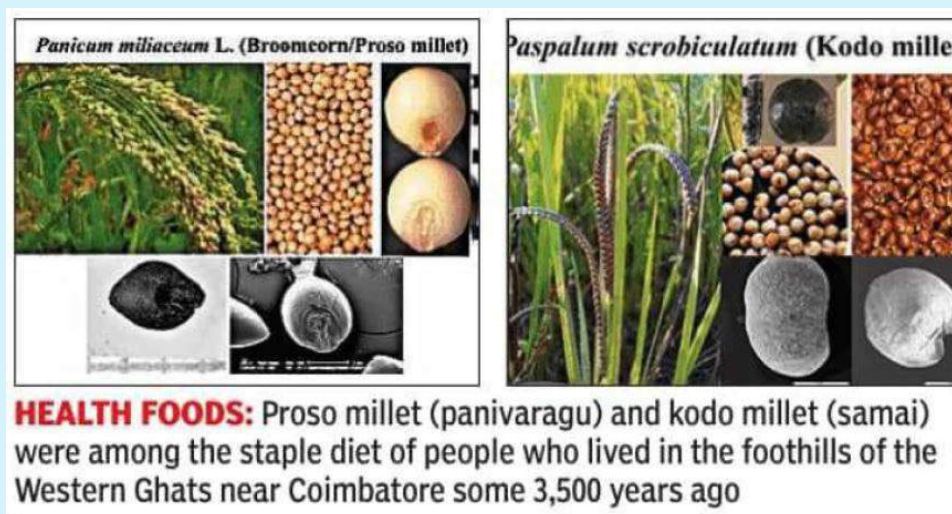 Panicum miliaceum L. (Broomcorn/Proso millet)
Paspalum scrobiculatum (Kodo mille
HEALTH FOODS: Proso millet (panivaragu) and kodo millet (samai)
were among the staple diet of people who lived in the foothills of the
Western Ghats near Coimbatore some 3,500 years ago